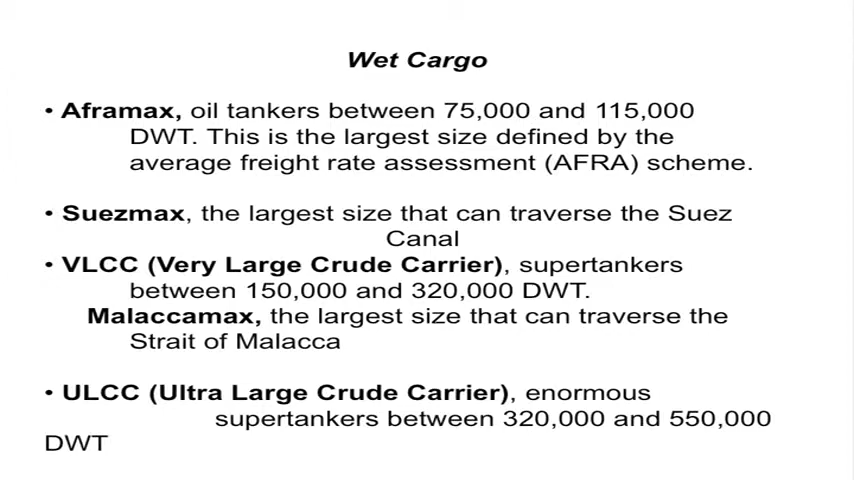 Wet Cargo
• Aframax, oil tankers between 75,000 and 115,000
DWT. This is the largest size defined by the
average freight rate assessment (AFRA) scheme.
• Suezmax, the largest size that can traverse the Suez
Canal
• VLCC (Very Large Crude Carrier), supertankers
between 150,000 and 320,000 DWT.
Malaccamax, the largest size that can traverse the
Strait of Malacca
• ULCC (Ultra Large Crude Carrier), enormous
supertankers between 320,000 and 550,000
DWT